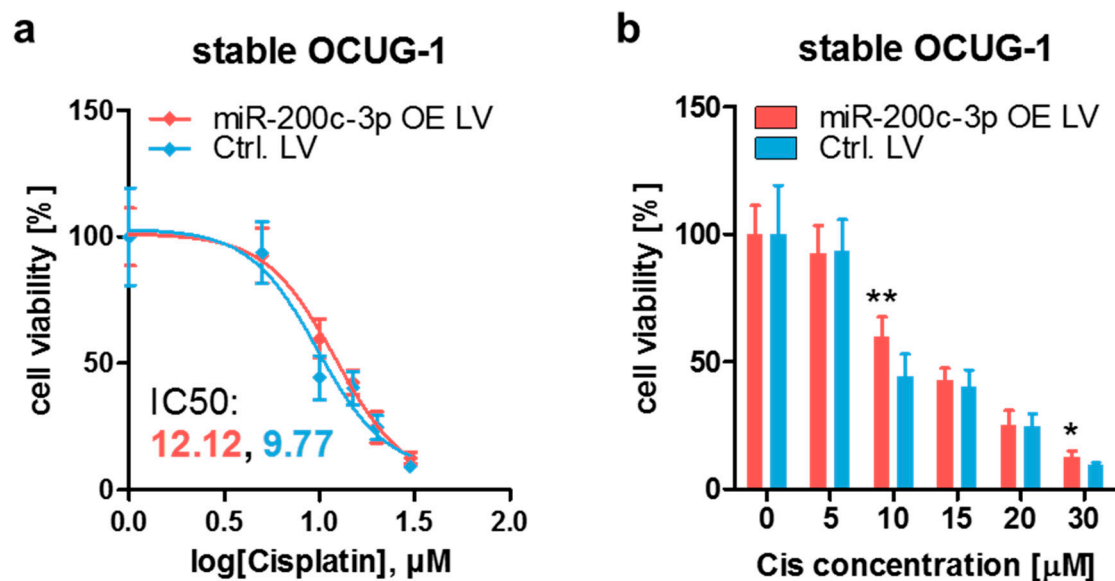 a
stable OCUG-1
miR-200c-3p OE LV
Ctrl. LV
cell viability [%]
150
100
50
0
IC50:
12.12, 9.77
0.0 0.5 1.0 1.5 2.0
log[Cisplatin], µM
b
stable OCUG-1
miR-200c-3p OE LV
Ctrl. LV
cell viability [%]
150
100
50
0
**
*
0 5 10 15 20 30
Cis concentration [µM]